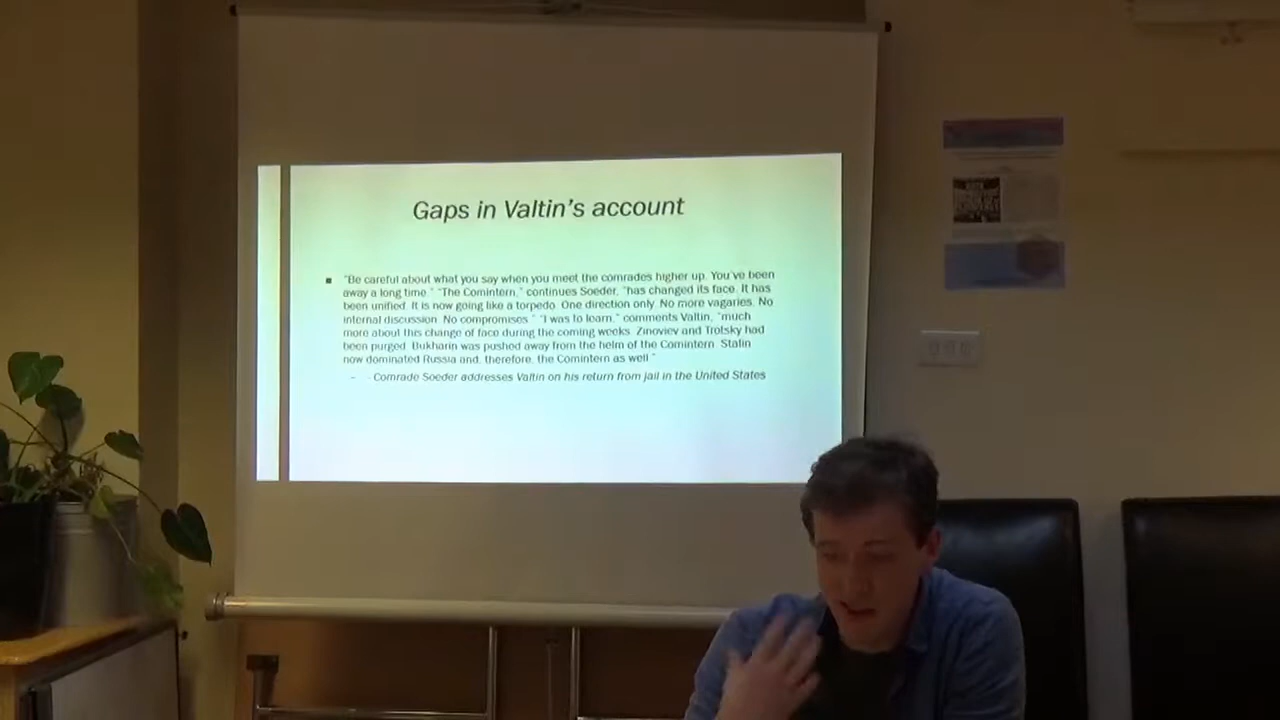 Gaps in Valtin's account
"Be careful about what you say when you meet the comrades higher up. You've been
away a long time." "The Comintern," continues Soeder, "has changed its face. It has
been unified. It is now going like a torpedo. One direction only. No more vagaries. No
internal discussion. No compromises." "I was to learn," comments Valtin, "much
more about this change of face during the coming weeks. Zinoviev and Trotsky had
been purged. Bukharin was pushed away from the helm of the Comintern. Stalin
now dominated Russia and, therefore, the Comintern as well."
– - Comrade Soeder addresses Valtin on his return from jail in the United States